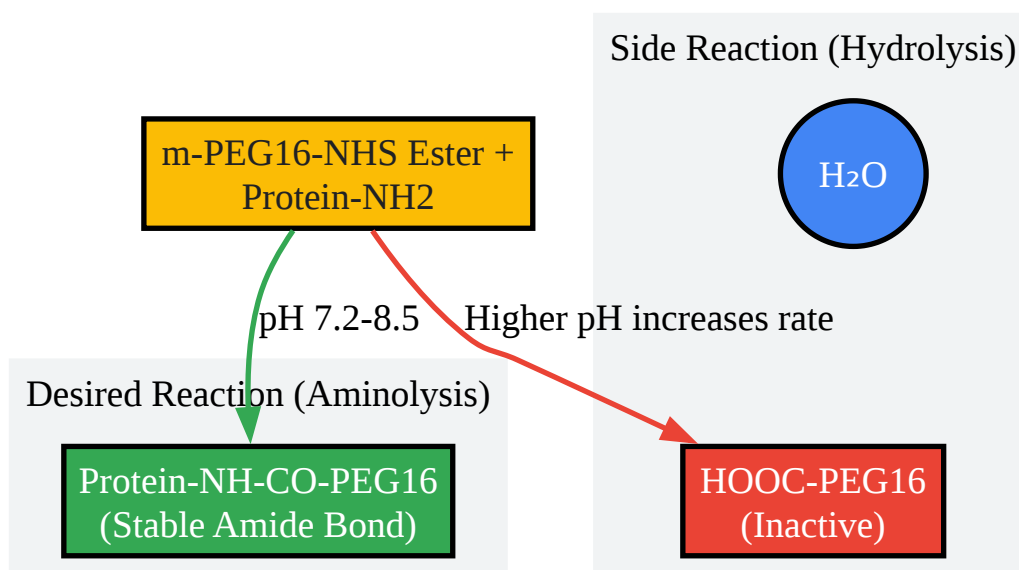 Side Reaction (Hydrolysis)
m-PEG16-NHS Ester +
Protein-NH2
H₂O
pH 7.2-8.5
Higher pH increases rate
Desired Reaction (Aminolysis)
Protein-NH-CO-PEG16
(Stable Amide Bond)
HOOC-PEG16
(Inactive)